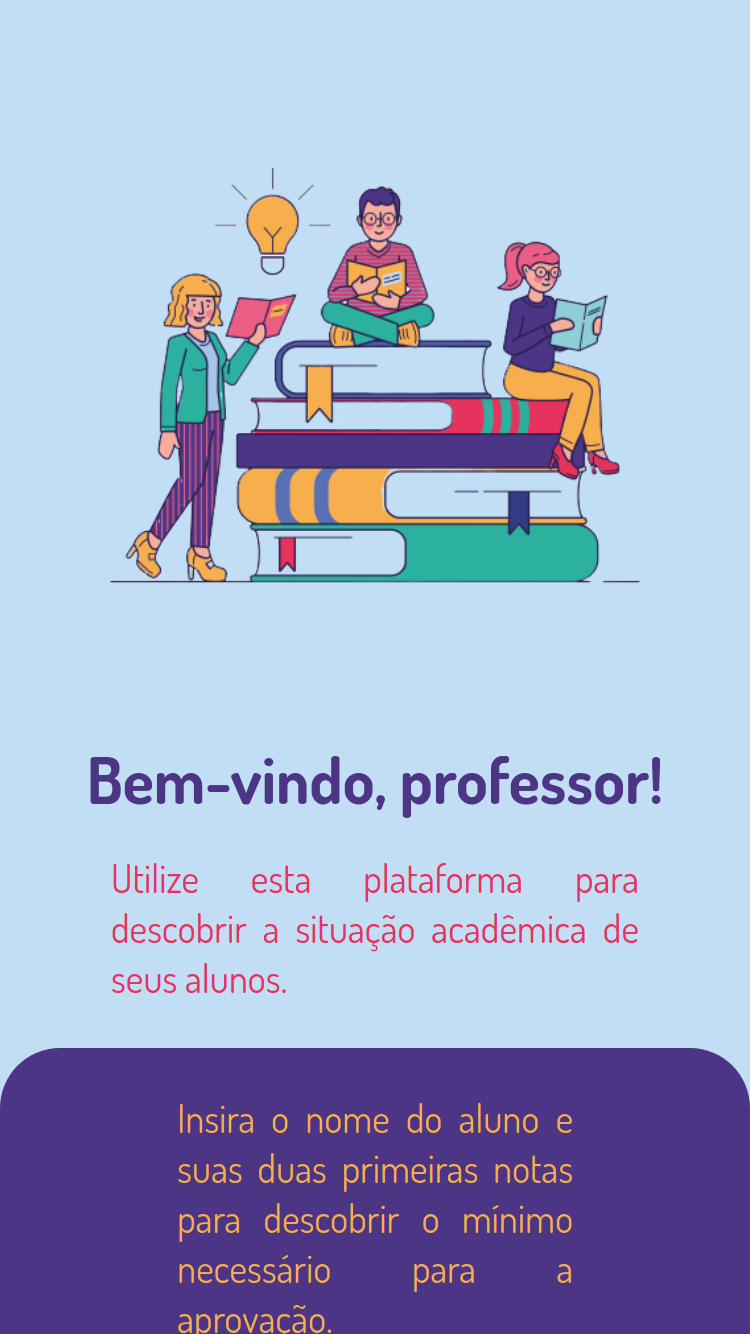 Bem-vindo, professor!
Utilize esta plataforma para
descobrir a situação acadêmica de
seus alunos.
Insira o nome do aluno e
suas duas primeiras notas
para descobrir o mínimo
necessário para a
aprovação.